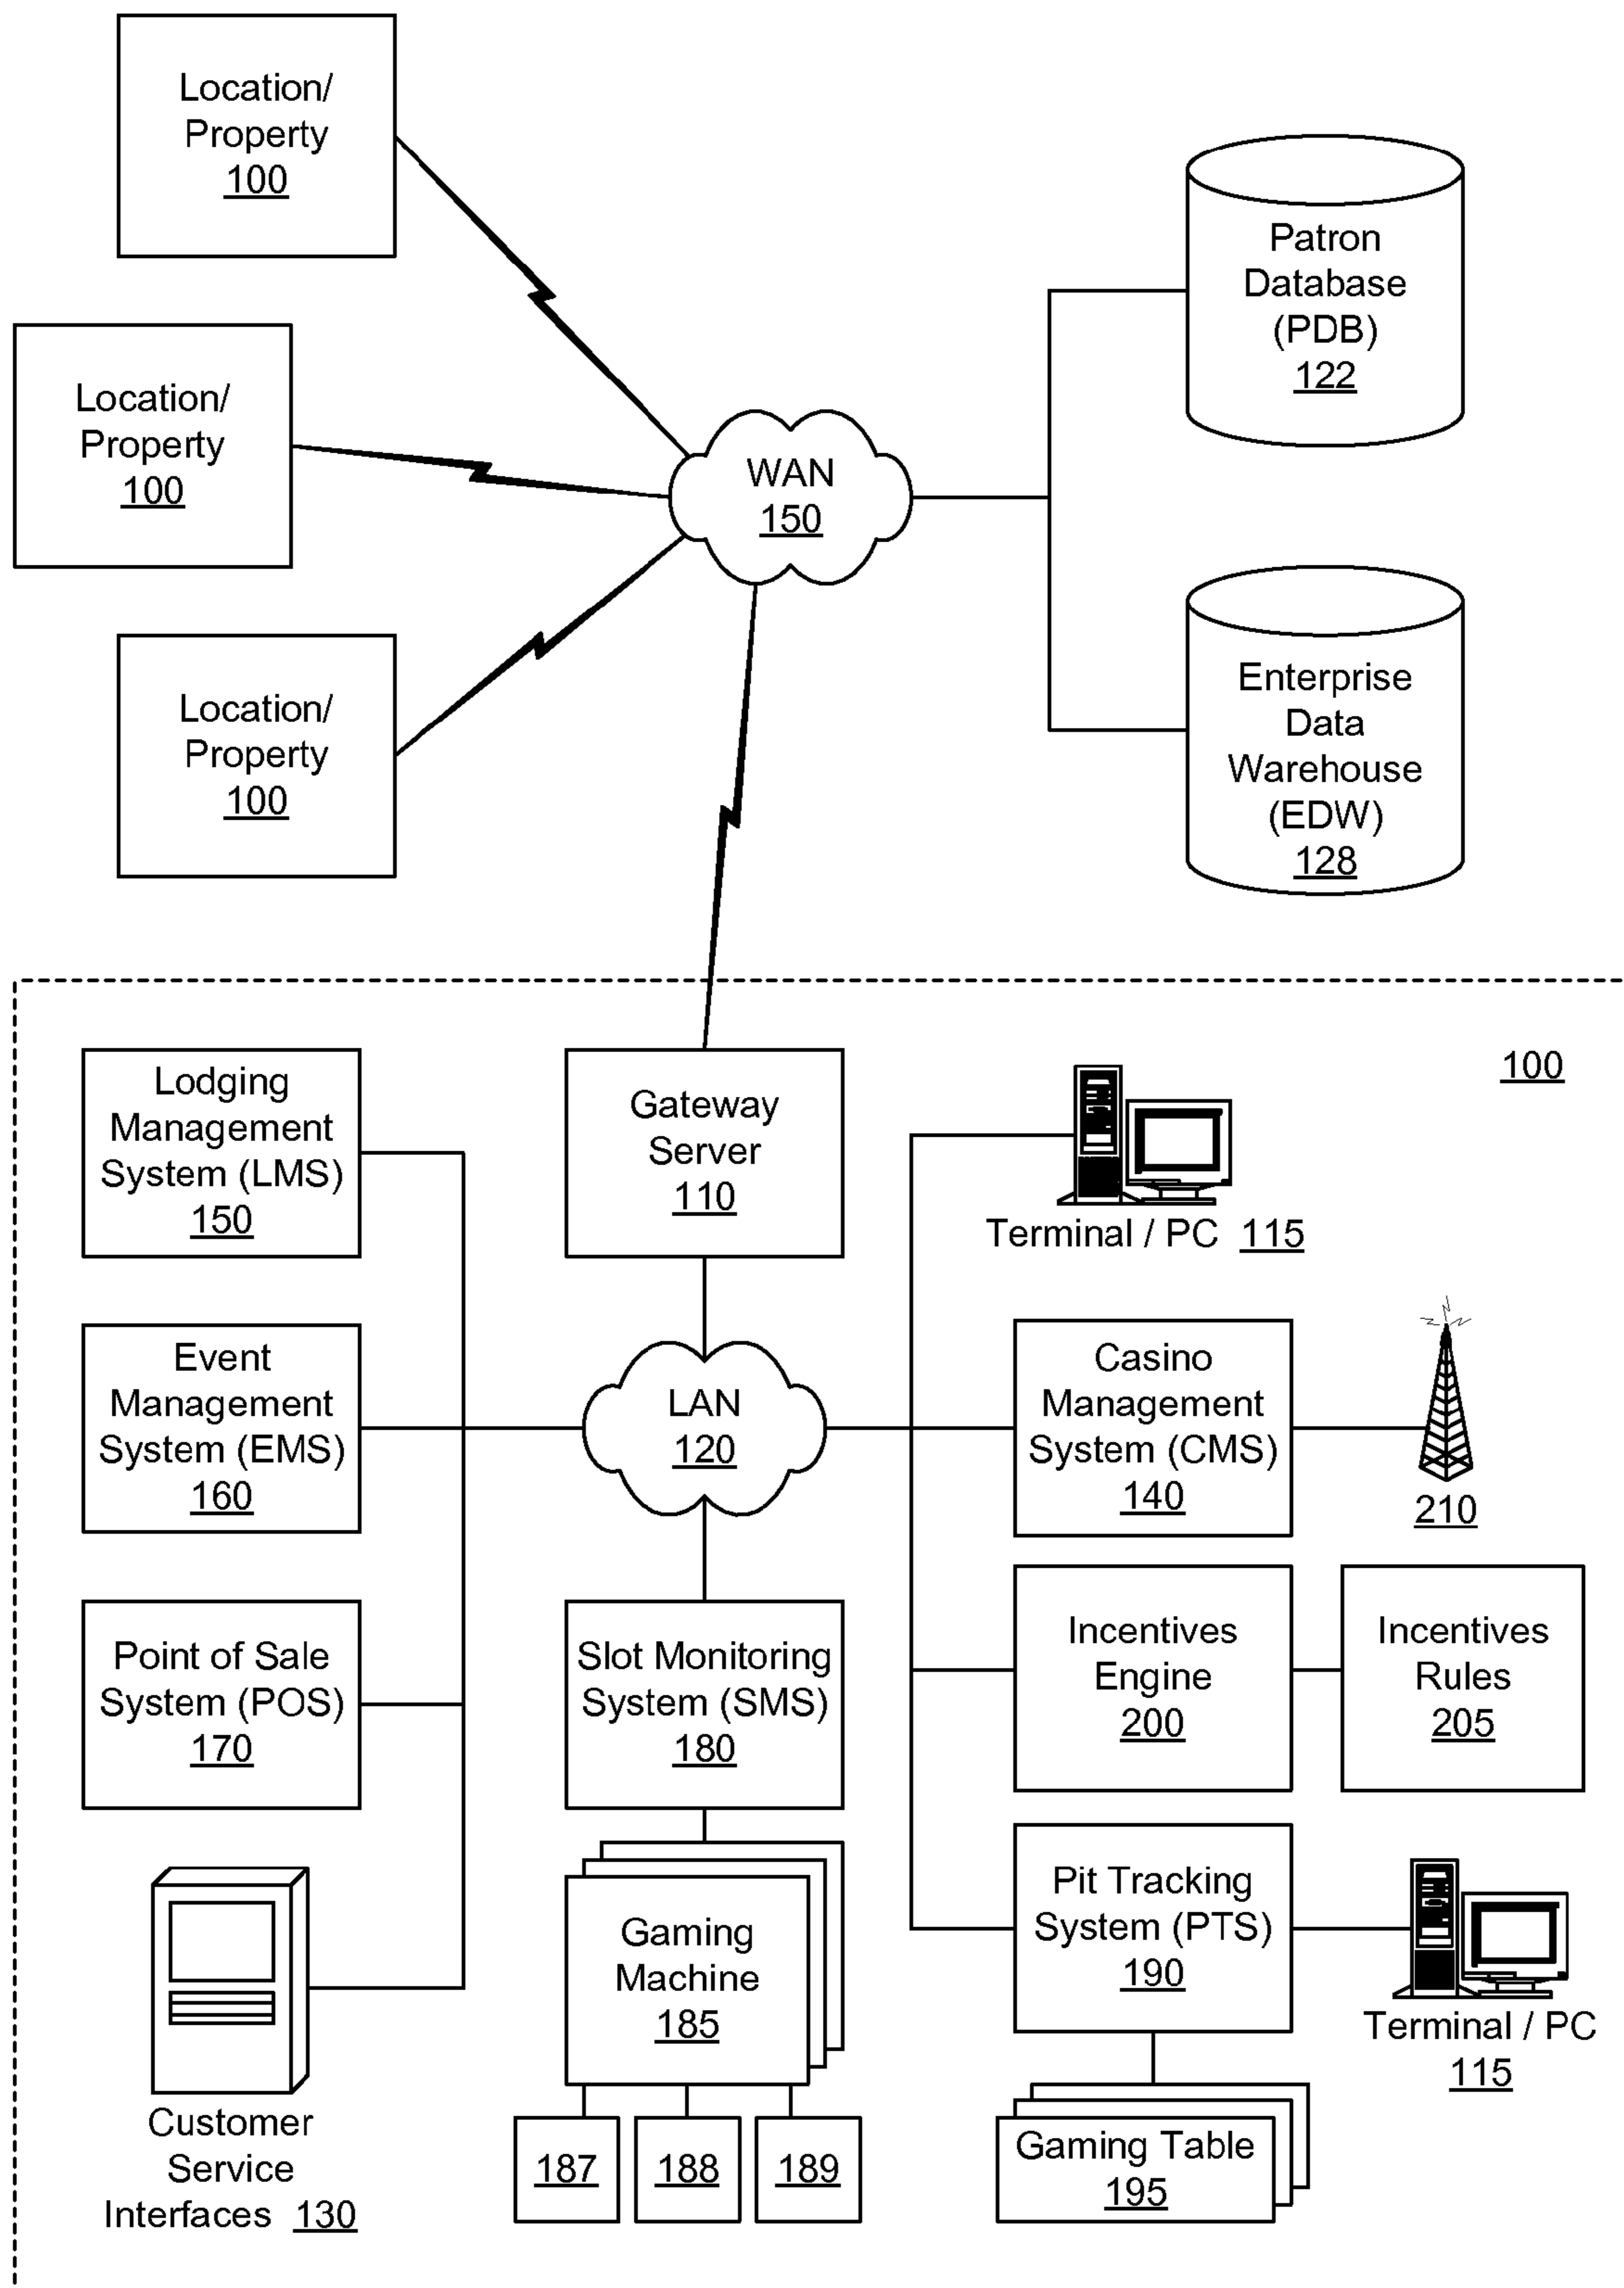 Location/
Property
100
Location/
Property
100
Location/
Property
100
WAN
150
Patron
Database
(PDB)
122
Enterprise
Data
Warehouse
(EDW)
128
100
Lodging
Management
System (LMS)
150
Event
Management
System (EMS)
160
Point of Sale
System (POS)
170
Customer
Service
Interfaces 130
Gateway
Server
110
LAN
120
Slot Monitoring
System (SMS)
180
Gaming
Machine
185
187
188
189
Terminal / PC 115
Casino
Management
System (CMS)
140
210
Incentives
Engine
200
Incentives
Rules
205
Pit Tracking
System (PTS)
190
Terminal / PC
115
Gaming Table
195